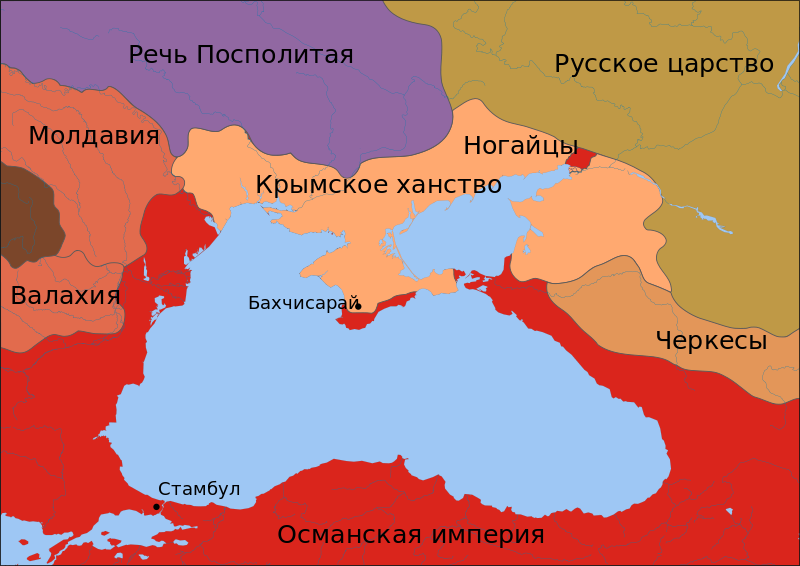 Речь Посполитая
Русское царство
Молдавия
Ногайцы
Крымское ханство
Валахия
Бахчисарай
Черкесы
Стамбул
Османская империя